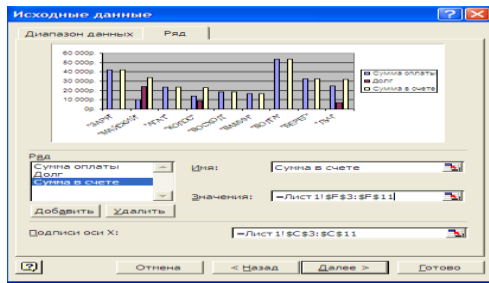 Исходные данные
Диапазон данных Ряд
60 000р.
50 000р.
40 000р.
30 000р.
20 000р.
10 000р.
0р.
Сумма оплаты
Долг
Сумма в счете
Ряд
Сумма оплаты
Долг
Сумма в счете
Имя: Сумма в счете
Значения: =Лист1!$F$3:$F$11
Добавить Удалить
Подписи оси X: =Лист1!$C$3:$C$11
Отмена < Назад Далее > Готово